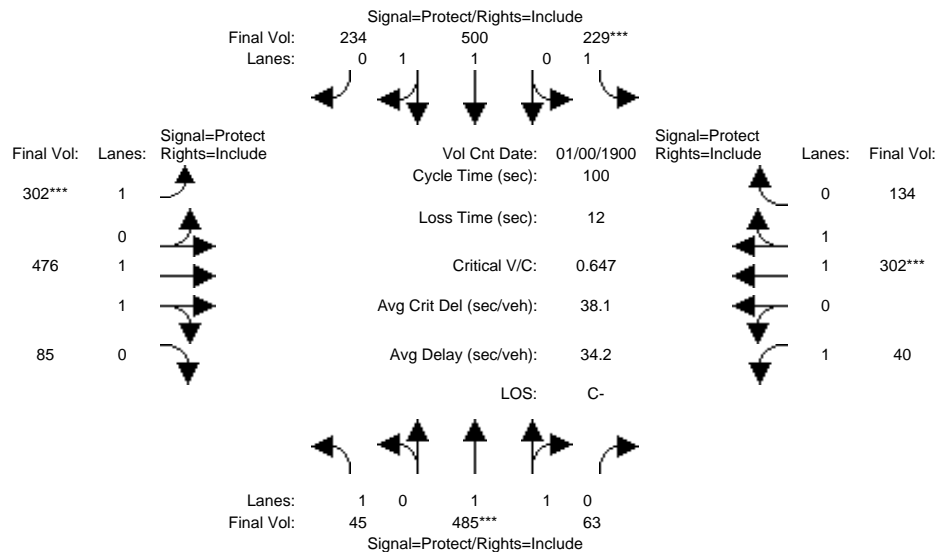 Signal=Protect/Rights=Include
Final Vol: 234 500 229***
Lanes: 0 1 1 0 1
Signal=Protect
Final Vol: Lanes: Rights=Include
Vol Cnt Date: 01/00/1900
Signal=Protect
Rights=Include Lanes: Final Vol:
Cycle Time (sec): 100
302*** 1
0 134
Loss Time (sec): 12
0
1
476 1
Critical V/C: 0.647
1 302***
1
Avg Crit Del (sec/veh): 38.1
0
85 0
Avg Delay (sec/veh): 34.2
1 40
LOS: C-
Lanes: 1 0 1 1 0
Final Vol: 45 485*** 63
Signal=Protect/Rights=Include